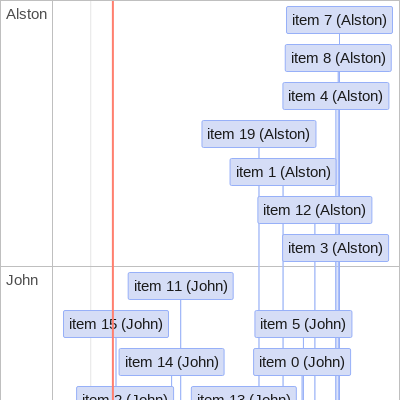 Alston
item 7 (Alston)
item 8 (Alston)
item 4 (Alston)
item 19 (Alston)
item 1 (Alston)
item 12 (Alston)
item 3 (Alston)
John
item 11 (John)
item 15 (John)
item 5 (John)
item 14 (John)
item 0 (John)
item 2 (John)
item 13 (John)